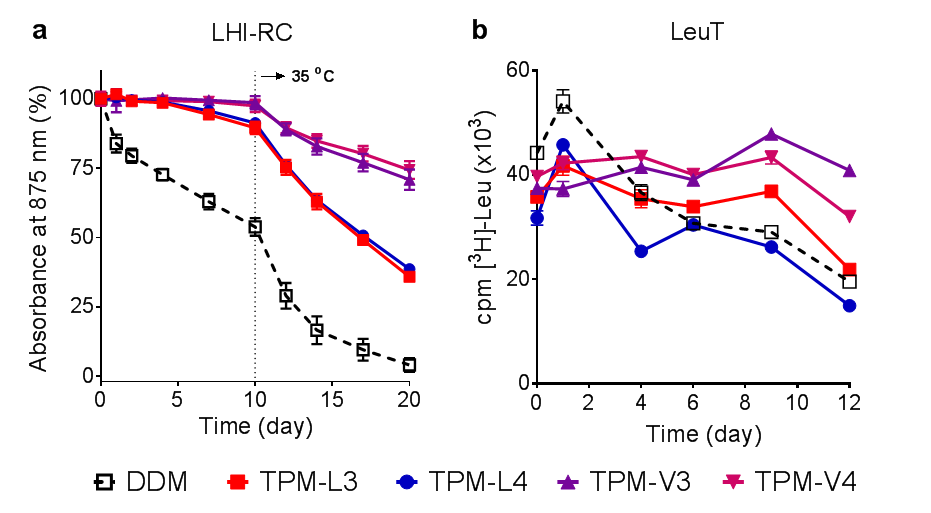 a
LHI-RC
b
LeuT
35 °C
Absorbance at 875 nm (%)
100
75
50
25
0
0 5 10 15 20
Time (day)
cpm [³H]-Leu (x10³)
60
40
20
0
0 2 4 6 8 10 12
Time (day)
DDM TPM-L3 TPM-L4 TPM-V3 TPM-V4